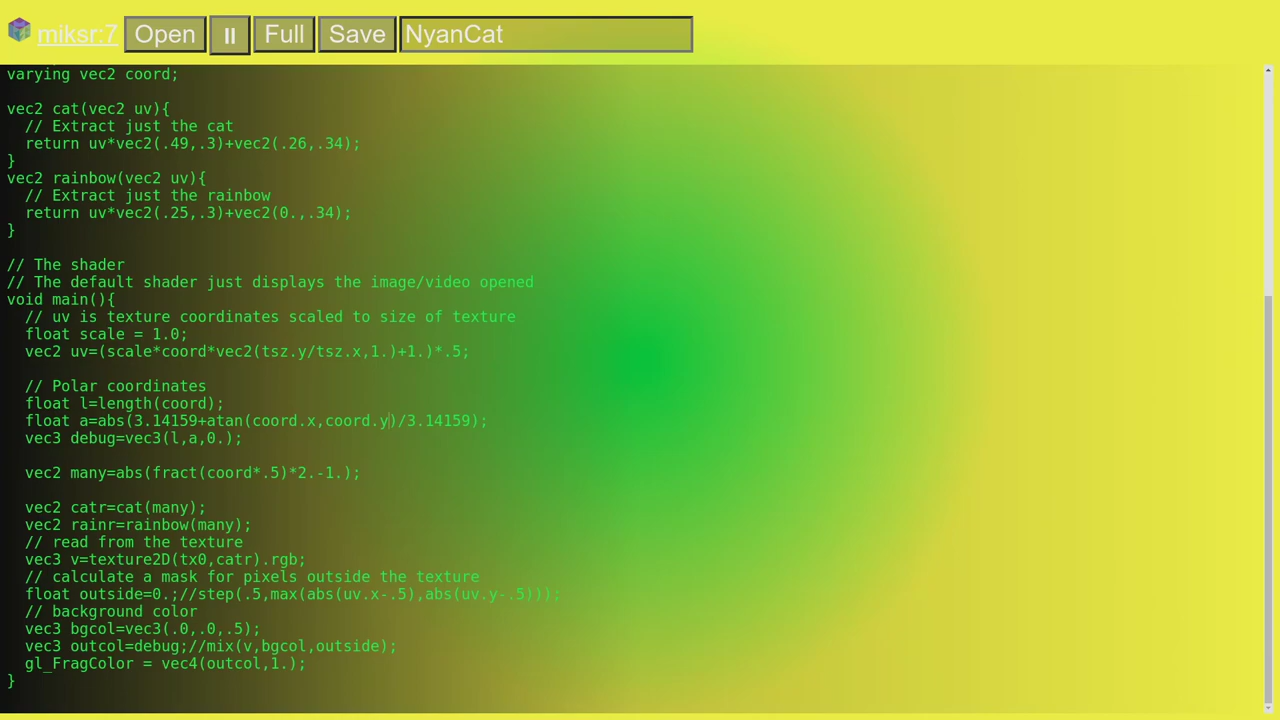 miksr:7 Open Full Save NyanCat
varying vec2 coord;
vec2 cat(vec2 uv){
// Extract just the cat
return uv*vec2(.49,.3)+vec2(.26,.34);
}
vec2 rainbow(vec2 uv){
// Extract just the rainbow
return uv*vec2(.25,.3)+vec2(0.,.34);
}
// The shader
// The default shader just displays the image/video opened
void main(){
// uv is texture coordinates scaled to size of texture
float scale = 1.0;
vec2 uv=(scale*coord*vec2(tsz.y/tsz.x,1.)+1.)*.5;
// Polar coordinates
float l=length(coord);
float a=abs(3.14159+atan(coord.x,coord.y)/3.14159);
vec3 debug=vec3(l,a,0.);
vec2 many=abs(fract(coord*.5)*2.-1.);
vec2 catr=cat(many);
vec2 rainr=rainbow(many);
// read from the texture
vec3 v=texture2D(tx0,catr).rgb;
// calculate a mask for pixels outside the texture
float outside=0.;//step(.5,max(abs(uv.x-.5),abs(uv.y-.5)));
// background color
vec3 bgcol=vec3(.0,.0,.5);
vec3 outcol=debug;//mix(v,bgcol,outside);
gl_FragColor = vec4(outcol,1.);
}